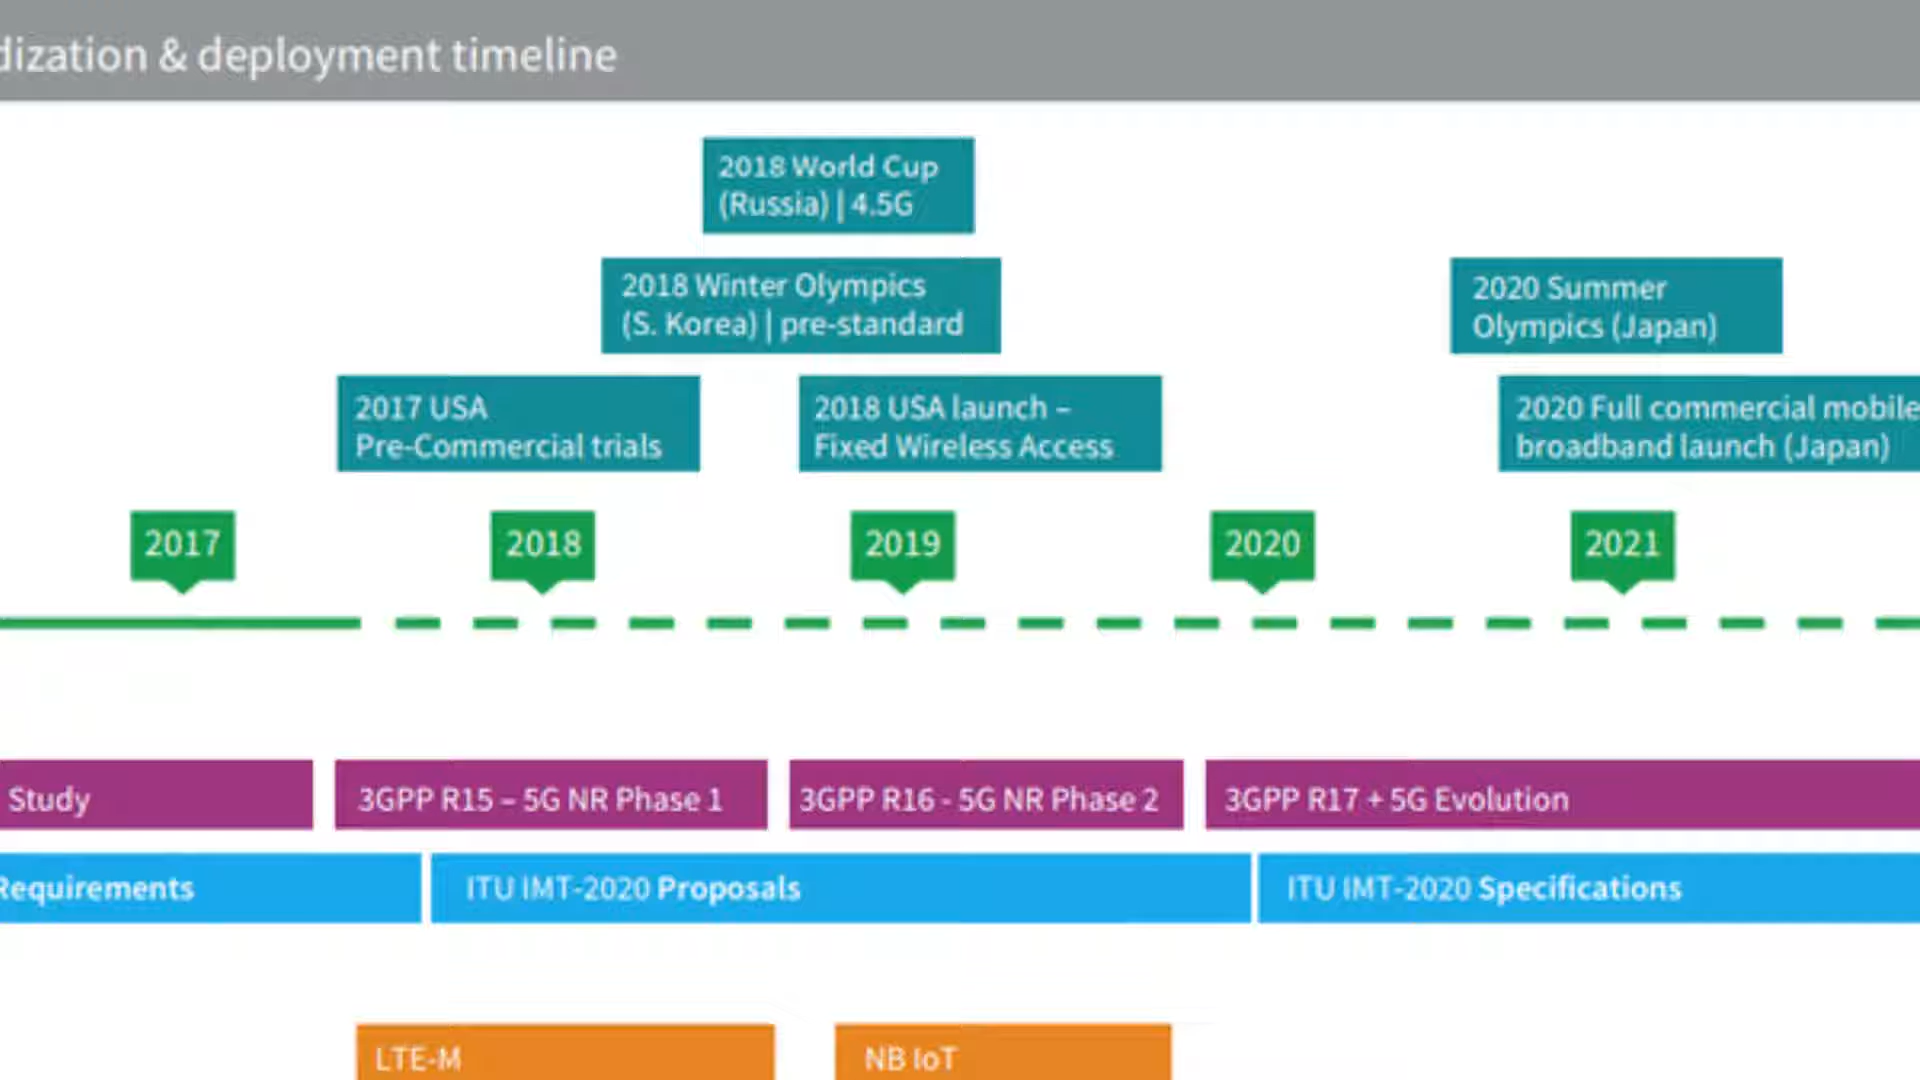 dization & deployment timeline
2018 World Cup
(Russia) | 4.5G
2018 Winter Olympics
(S. Korea) | pre-standard
2020 Summer
Olympics (Japan)
2017 USA
Pre-Commercial trials
2018 USA launch –
Fixed Wireless Access
2020 Full commercial mobile
broadband launch (Japan)
2017
2018
2019
2020
2021
Study
3GPP R15 – 5G NR Phase 1
3GPP R16 - 5G NR Phase 2
3GPP R17 + 5G Evolution
Requirements
ITU IMT-2020 Proposals
ITU IMT-2020 Specifications
LTE-M
NB IoT